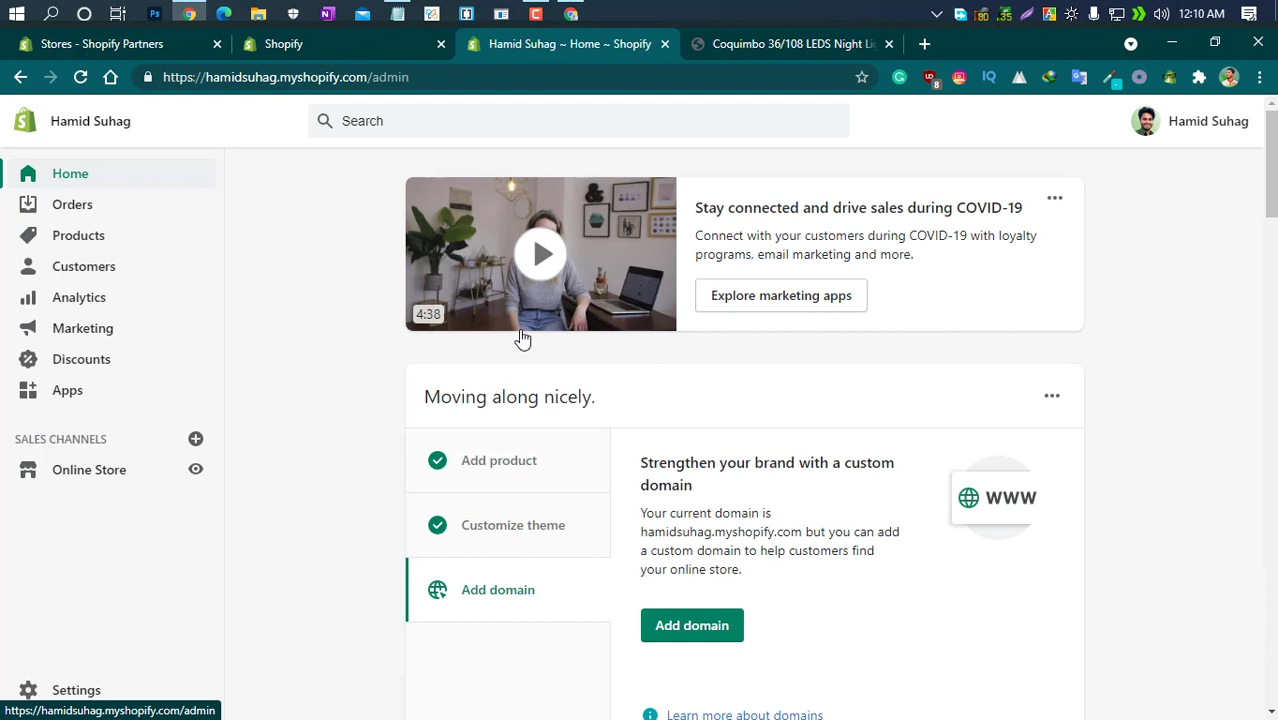 12:10 AM
Stores - Shopify Partners
Shopify
Hamid Suhag ~ Home ~ Shopify
Coquimbo 36/108 LEDS Night Lig
https://hamidsuhag.myshopify.com/admin
Hamid Suhag
Search
Hamid Suhag
Home
Orders
Products
Customers
Analytics
Marketing
Discounts
Apps
SALES CHANNELS
Online Store
Settings
https://hamidsuhag.myshopify.com/admin
4:38
Stay connected and drive sales during COVID-19
Connect with your customers during COVID-19 with loyalty
programs, email marketing and more.
Explore marketing apps
Moving along nicely.
Add product
Customize theme
Add domain
Strengthen your brand with a custom
domain
Your current domain is
hamidsuhag.myshopify.com but you can add
a custom domain to help customers find
your online store.
WWW
Add domain
Learn more about domains